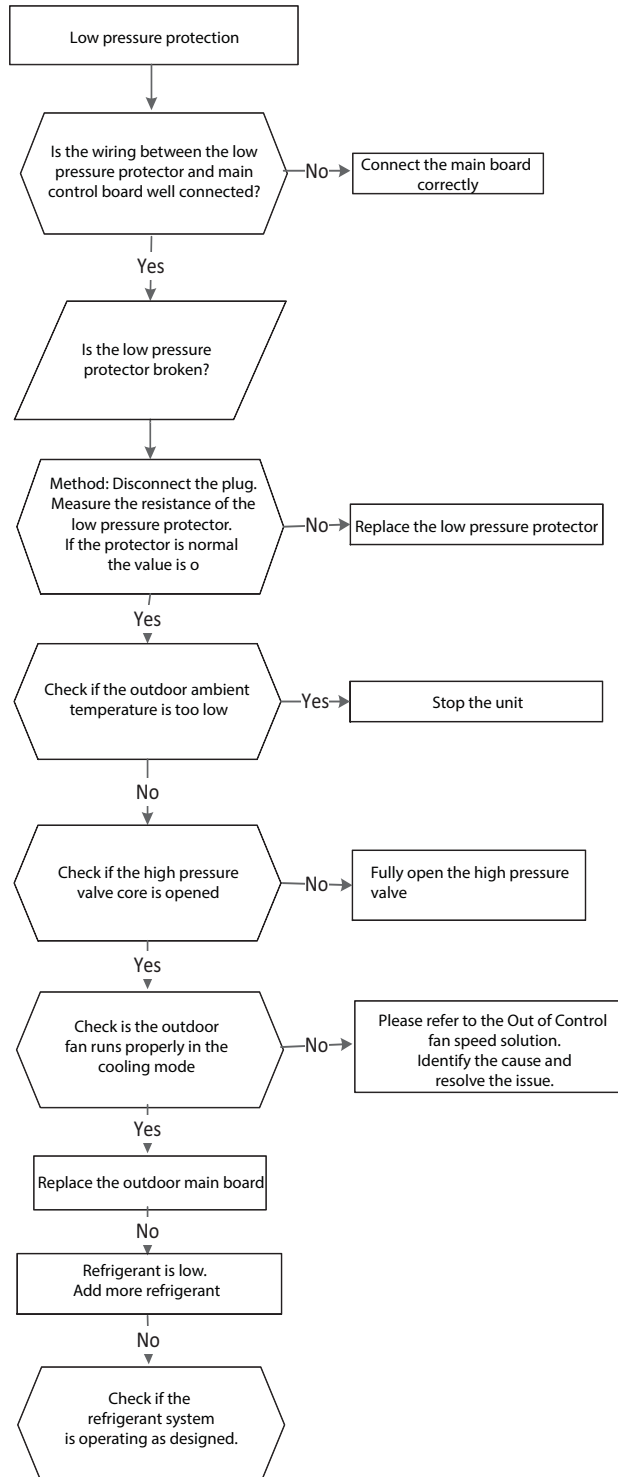 Low pressure protection
Is the wiring between the low
pressure protector and main
control board well connected?
No
Connect the main board
correctly
Yes
Is the low pressure
protector broken?
Method: Disconnect the plug.
Measure the resistance of the
low pressure protector.
If the protector is normal
the value is o
No
Replace the low pressure protector
Yes
Check if the outdoor ambient
temperature is too low
Yes
Stop the unit
No
Check if the high pressure
valve core is opened
No
Fully open the high pressure
valve
Yes
Check is the outdoor
fan runs properly in the
cooling mode
No
Please refer to the Out of Control
fan speed solution.
Identify the cause and
resolve the issue.
Yes
Replace the outdoor main board
No
Refrigerant is low.
Add more refrigerant
No
Check if the
refrigerant system
is operating as designed.